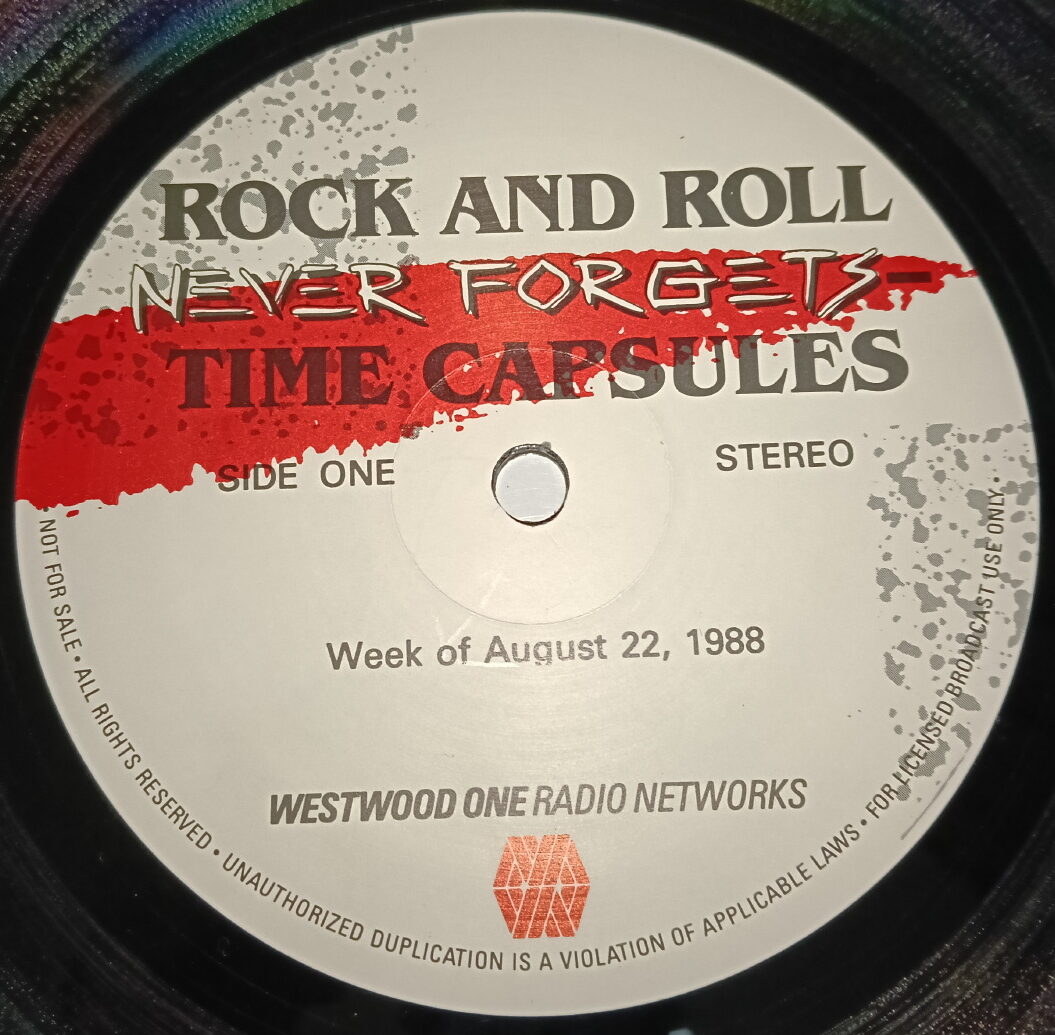 ROCK AND ROLL
NEVER FORGETS-
TIME CAPSULES
SIDE ONE
STEREO
Week of August 22, 1988
WESTWOOD ONE RADIO NETWORKS
• NOT FOR SALE • ALL RIGHTS RESERVED • UNAUTHORIZED DUPLICATION IS A VIOLATION OF APPLICABLE LAWS • FOR LICENSED BROADCAST USE ONLY •